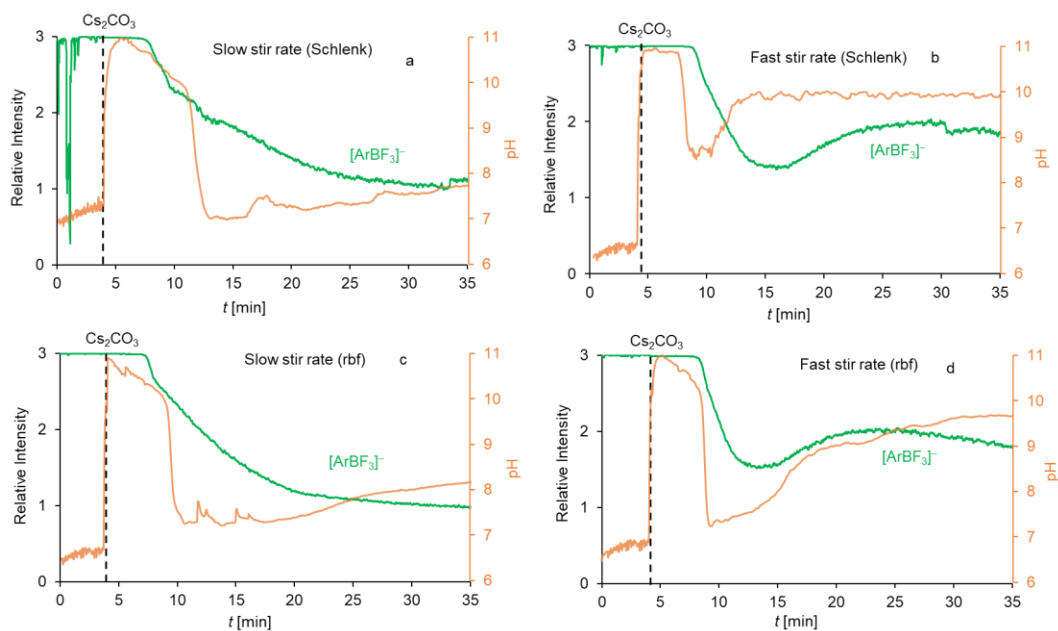 Cs₂CO₃
Slow stir rate (Schlenk)
a
[ArBF₃]⁻
Relative Intensity
3
2
1
0
11
10
9
8
7
6
pH
0 5 10 15 20 25 30 35
t [min]
Cs₂CO₃
Fast stir rate (Schlenk)
b
[ArBF₃]⁻
Relative Intensity
3
2
1
0
11
10
9
8
7
6
pH
0 5 10 15 20 25 30 35
t [min]
Cs₂CO₃
Slow stir rate (rbf)
c
[ArBF₃]⁻
Relative Intensity
3
2
1
0
11
10
9
8
7
6
pH
0 5 10 15 20 25 30 35
t [min]
Cs₂CO₃
Fast stir rate (rbf)
d
[ArBF₃]⁻
Relative Intensity
3
2
1
0
11
10
9
8
7
6
pH
0 5 10 15 20 25 30 35
t [min]